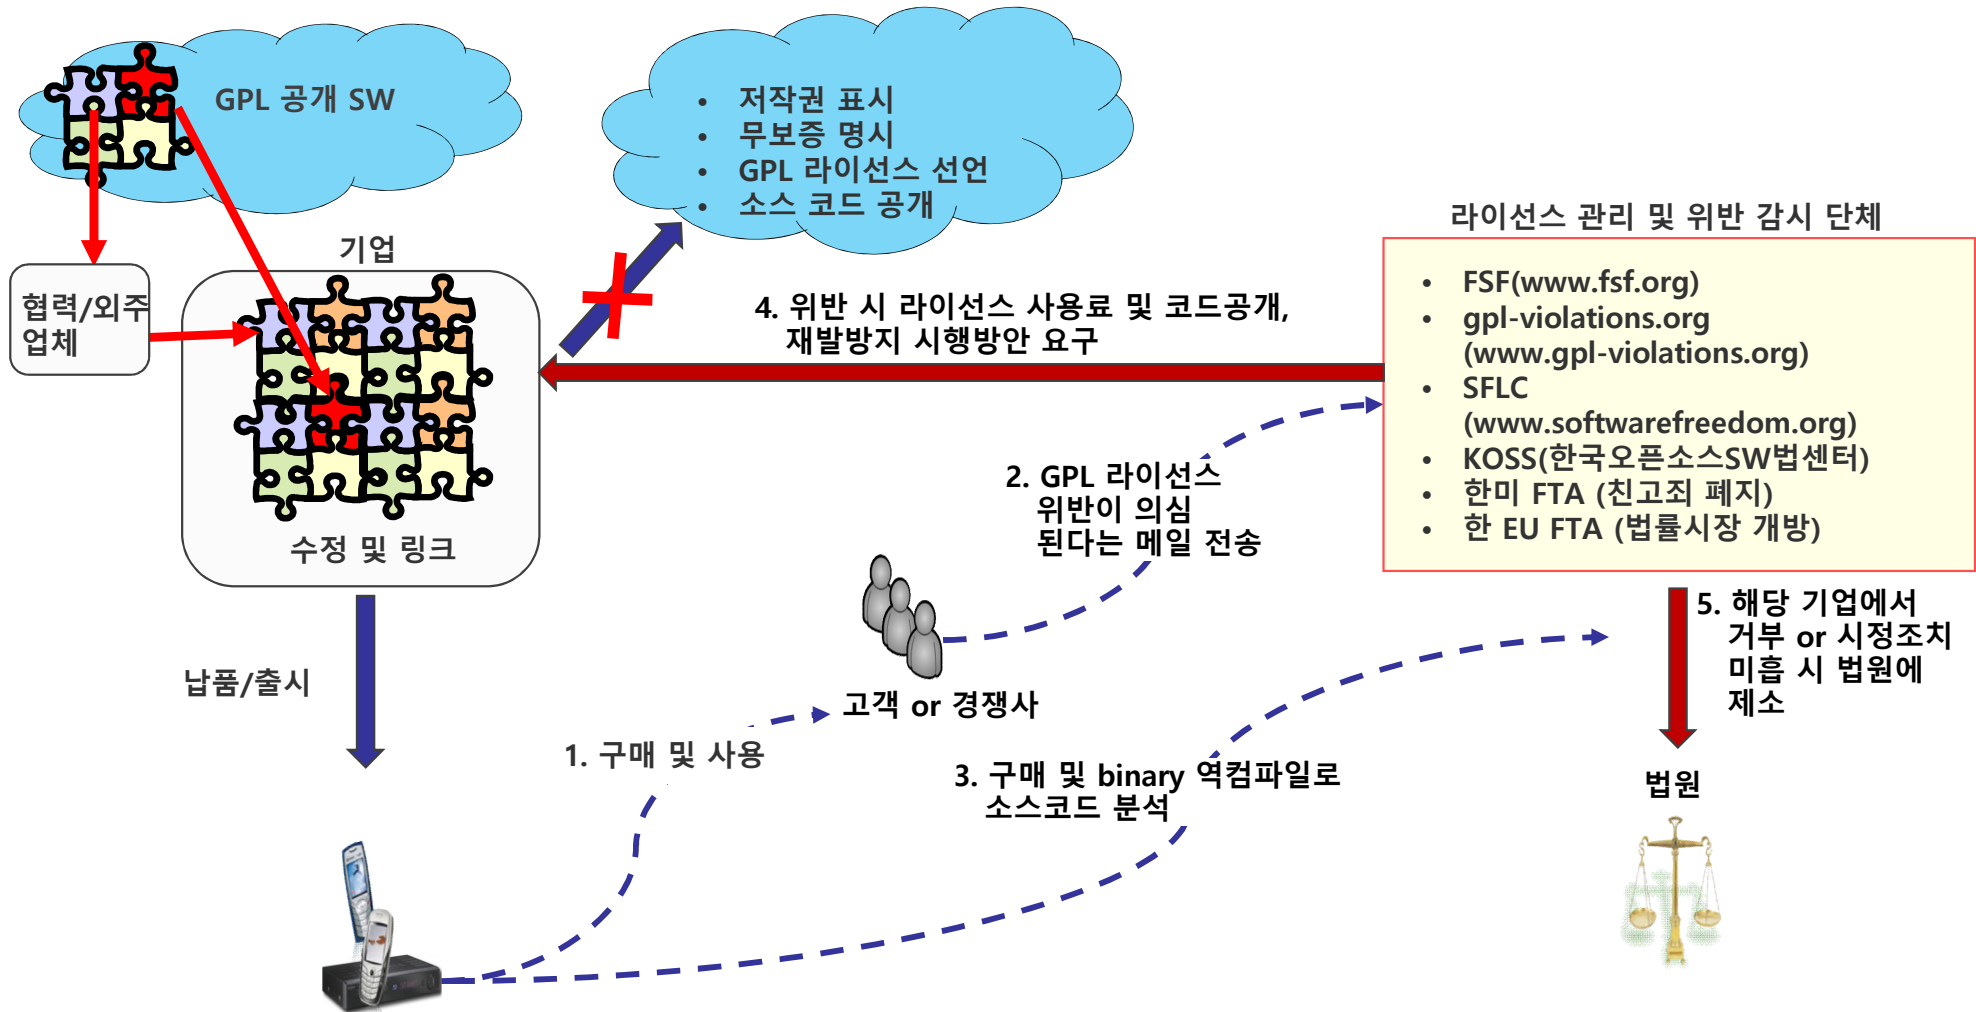 GPL 공개 SW
• 저작권 표시
• 무보증 명시
• GPL 라이선스 선언
• 소스 코드 공개
기업
협력/외주
업체
수정 및 링크
납품/출시
라이선스 관리 및 위반 감시 단체
• FSF(www.fsf.org)
• gpl-violations.org
(www.gpl-violations.org)
• SFLC
(www.softwarefreedom.org)
• KOSS(한국오픈소스SW법센터)
• 한미 FTA (친고죄 폐지)
• 한 EU FTA (법률시장 개방)
4. 위반 시 라이선스 사용료 및 코드공개,
재발방지 시행방안 요구
2. GPL 라이선스
위반이 의심
된다는 메일 전송
고객 or 경쟁사
1. 구매 및 사용
3. 구매 및 binary 역컴파일로
소스코드 분석
5. 해당 기업에서
거부 or 시정조치
미흡 시 법원에
제소
법원